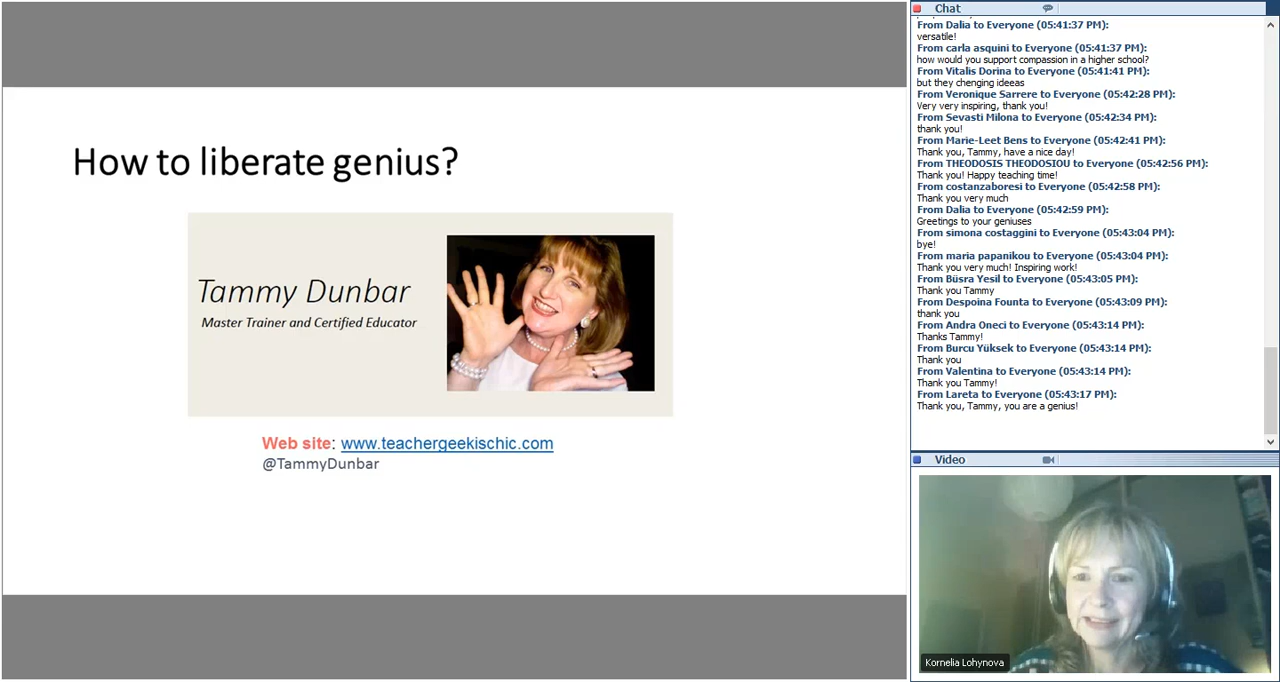 How to liberate genius?
Tammy Dunbar
Master Trainer and Certified Educator
Web site: www.teachergeekischic.com
@TammyDunbar
Chat
From Dalia to Everyone (05:41:37 PM):
versatile!
From carla asquini to Everyone (05:41:37 PM):
how would you support compassion in a higher school?
From Vitalis Dorina to Everyone (05:41:41 PM):
but they chenging ideeas
From Veronique Sarrere to Everyone (05:42:28 PM):
Very very inspiring, thank you!
From Sevasti Milona to Everyone (05:42:34 PM):
thank you!
From Marie-Leet Bens to Everyone (05:42:41 PM):
Thank you, Tammy, have a nice day!
From THEODOSIS THEODOSIOU to Everyone (05:42:56 PM):
Thank you! Happy teaching time!
From costanzaboresi to Everyone (05:42:58 PM):
Thank you very much
From Dalia to Everyone (05:42:59 PM):
Greetings to your geniuses
From simona costaggini to Everyone (05:43:04 PM):
bye!
From maria papanikou to Everyone (05:43:04 PM):
Thank you very much! Inspiring work!
From Büsra Yesil to Everyone (05:43:05 PM):
Thank you Tammy
From Despoina Founta to Everyone (05:43:09 PM):
thank you
From Andra Oneci to Everyone (05:43:14 PM):
Thanks Tammy!
From Burcu Yüksek to Everyone (05:43:14 PM):
Thank you
From Valentina to Everyone (05:43:14 PM):
Thank you Tammy!
From Lareta to Everyone (05:43:17 PM):
Thank you, Tammy, you are a genius!
Video
Kornelia Lohynova